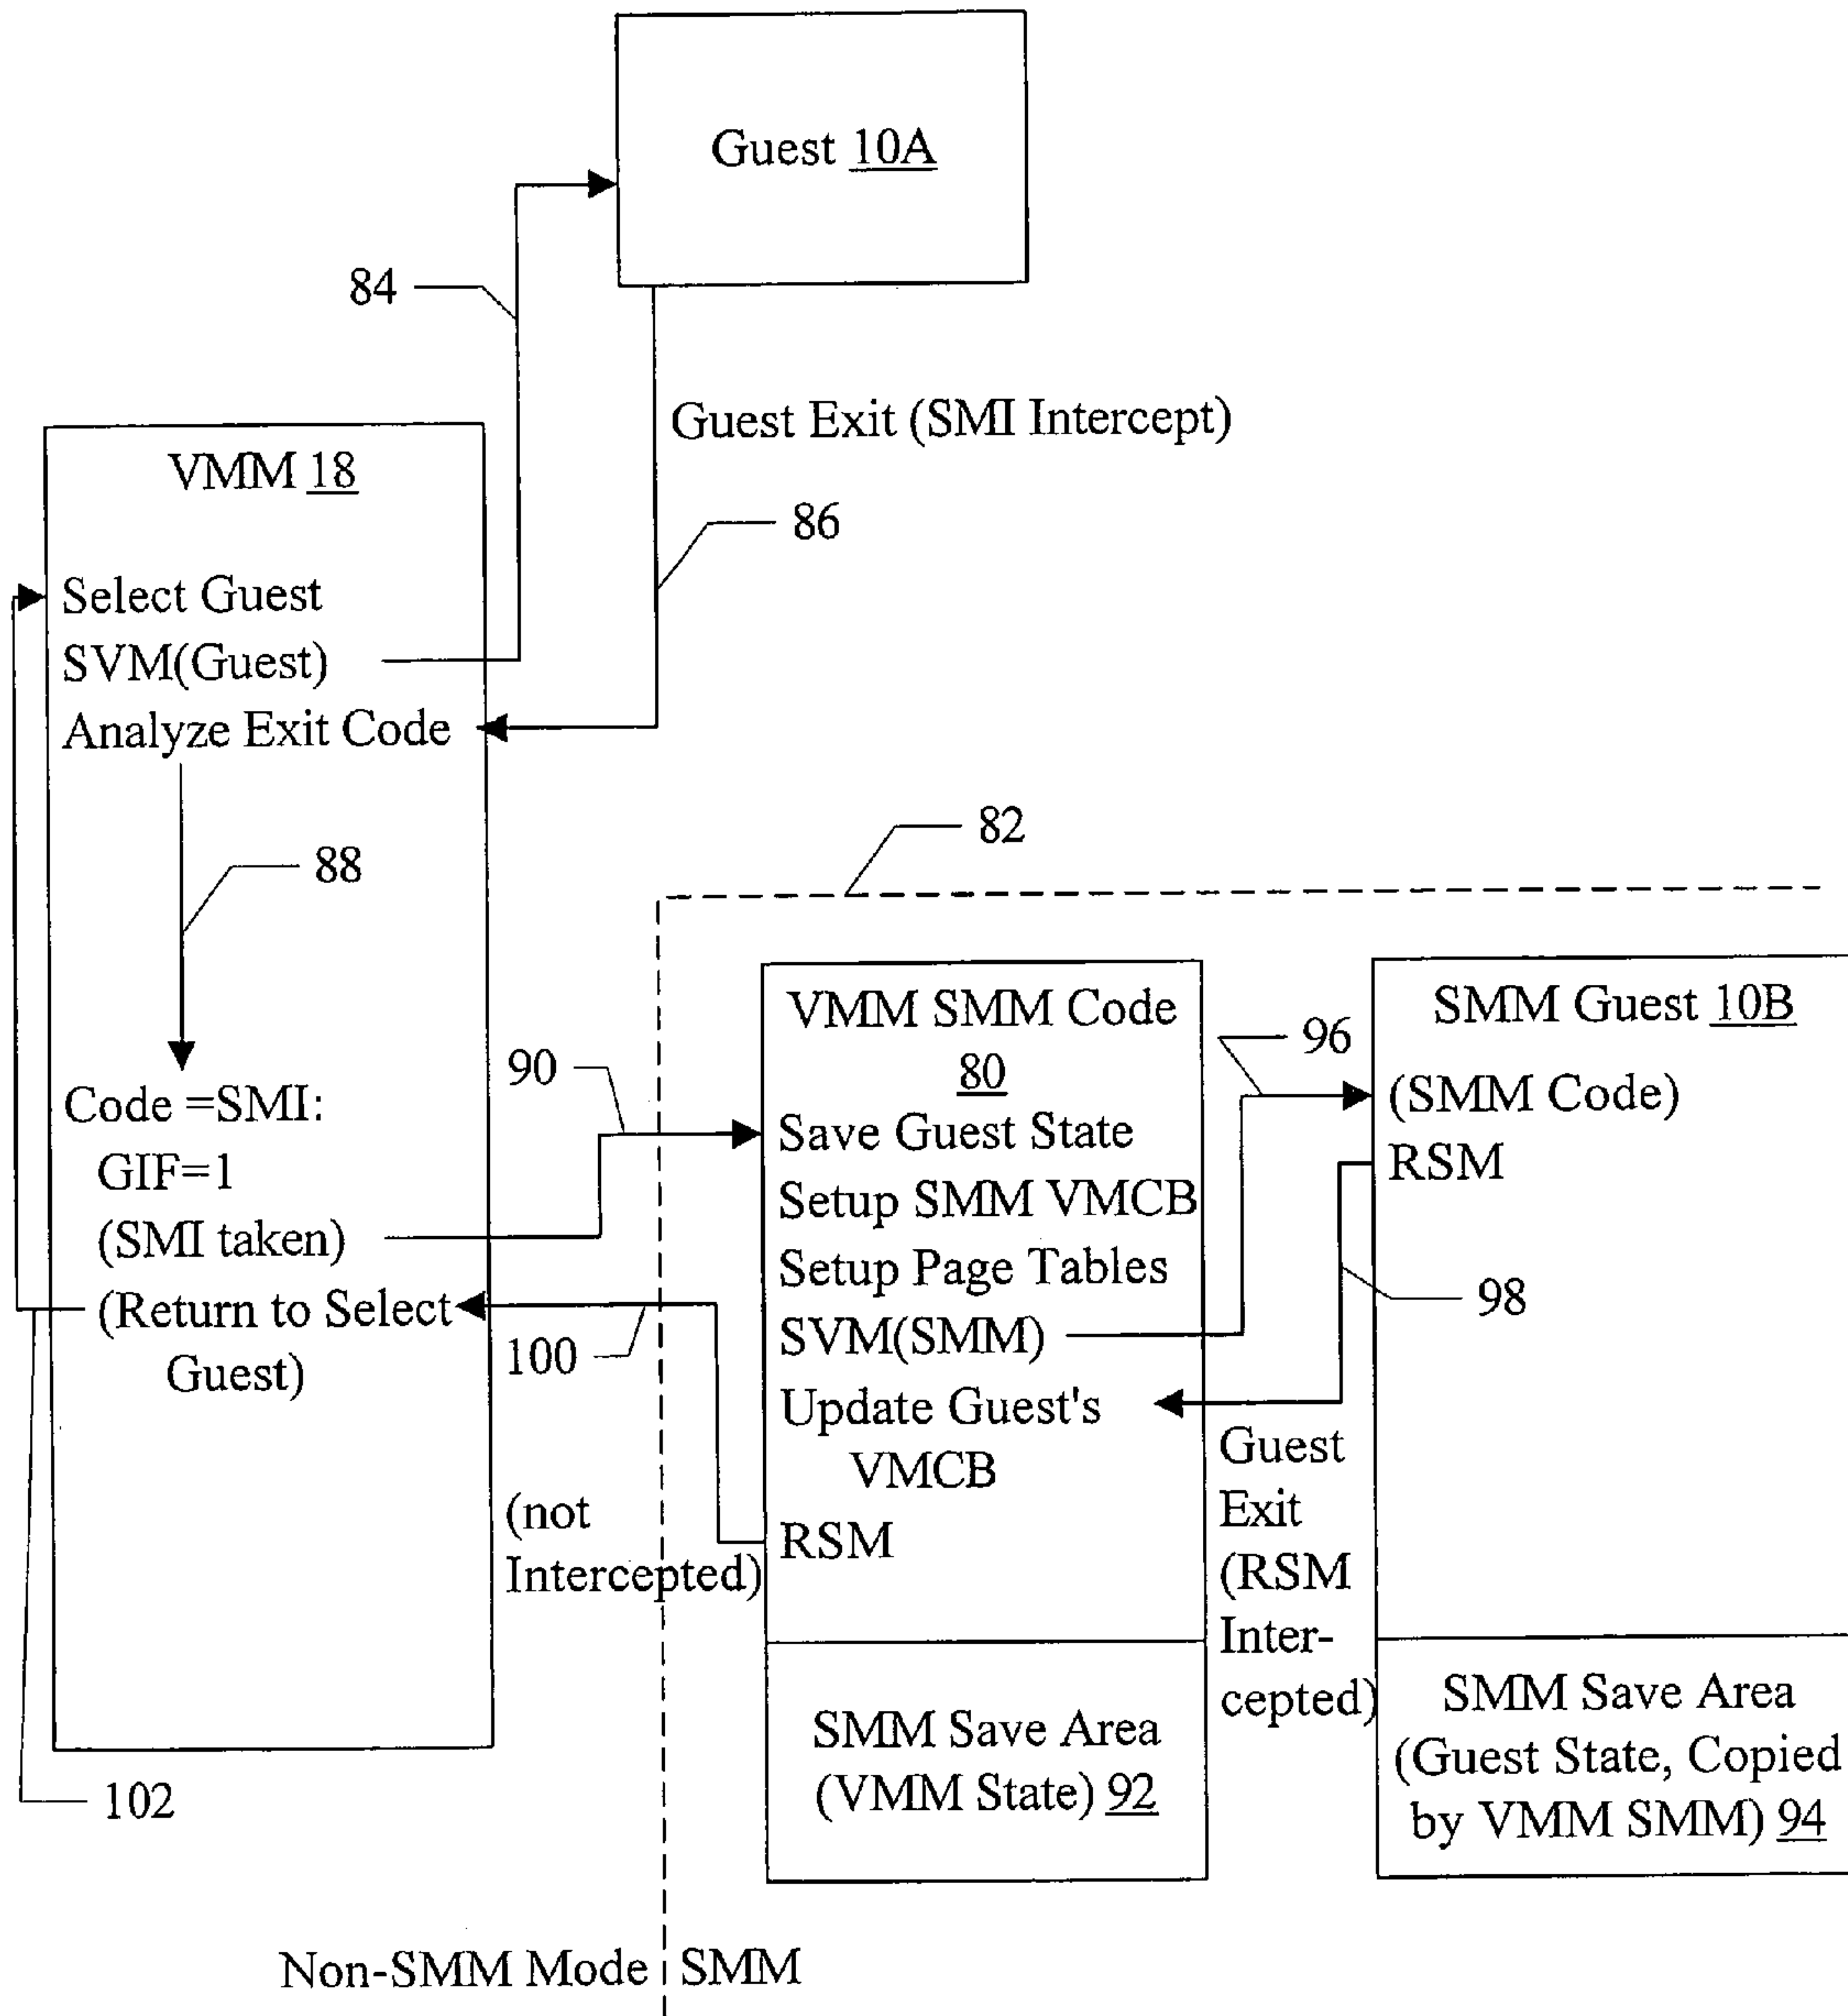 Guest 10A
84
Guest Exit (SMI Intercept)
86
VMM 18
Select Guest
SVM(Guest)
Analyze Exit Code
88
82
Code =SMI:
GIF=1
(SMI taken)
(Return to Select
Guest)
102
90
100
(not
Intercepted)
VMM SMM Code
80
Save Guest State
Setup SMM VMCB
Setup Page Tables
SVM(SMM)
Update Guest's
VMCB
RSM
SMM Save Area
(VMM State) 92
96
98
Guest
Exit
(RSM
Inter-
cepted)
SMM Guest 10B
(SMM Code)
RSM
SMM Save Area
(Guest State, Copied
by VMM SMM) 94
Non-SMM Mode
SMM